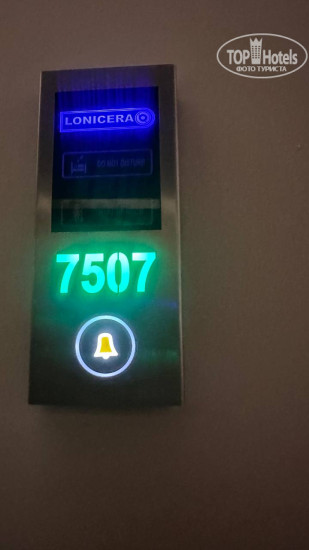 TOP Hotels
ФОТО ТУРИСТА
LONICERA
DO NOT DISTURB
7507